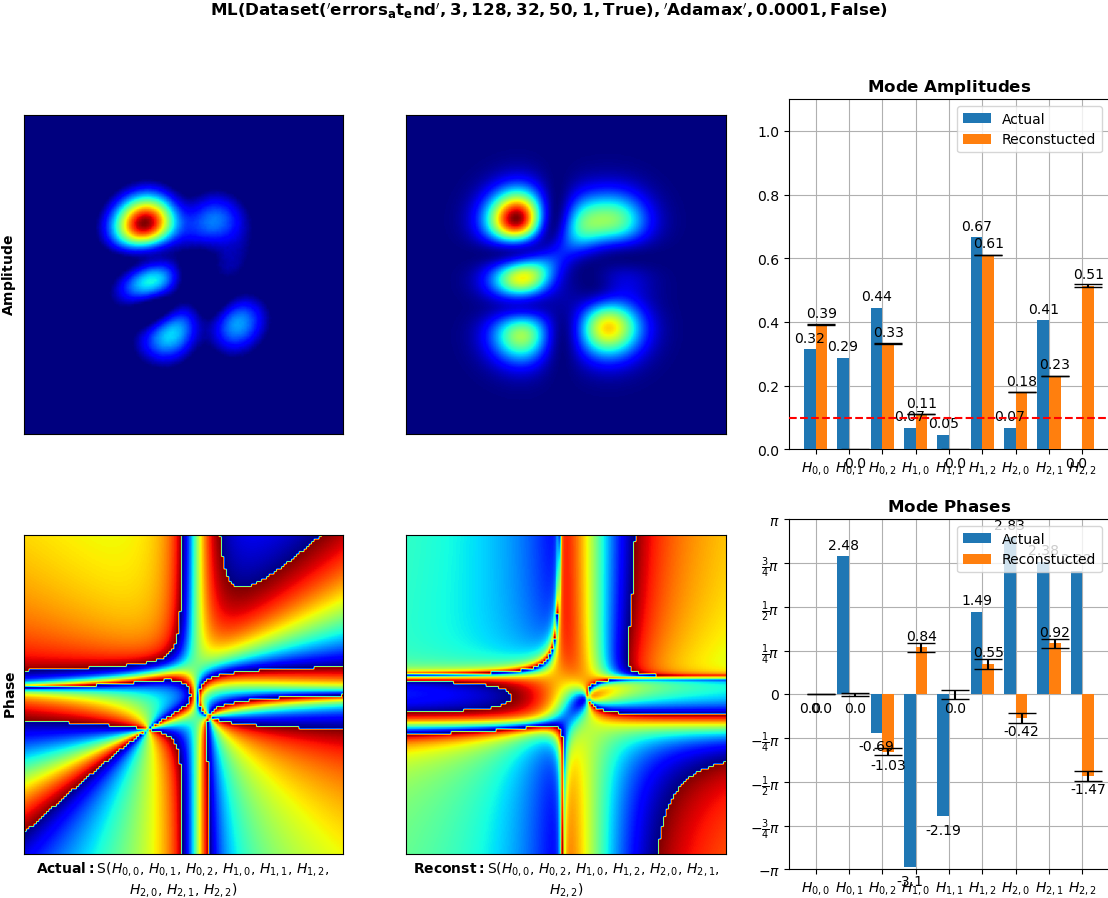 ML(Dataset('errors_at_end', 3, 128, 32, 50, 1, True), 'Adamax', 0.0001, False)
Amplitude
Mode Amplitudes
Actual
Reconstucted
1.0
0.8
0.6
0.4
0.2
0.0
0.32
0.39
0.29
0.0
0.44
0.33
0.07
0.11
0.05
0.0
0.67
0.61
0.07
0.18
0.41
0.23
0.0
0.51
H0,0 H0,1 H0,2 H1,0 H1,1 H1,2 H2,0 H2,1 H2,2
Phase
Mode Phases
Actual
Reconstucted
π
3/4π
1/2π
1/4π
0
−1/4π
−1/2π
−3/4π
−π
0.0
0.0
2.48
0.0
-0.69
-1.03
-3.1
0.84
-2.19
0.0
1.49
0.55
2.83
-0.42
2.38
0.92
-1.47
H0,0 H0,1 H0,2 H1,0 H1,1 H1,2 H2,0 H2,1 H2,2
Actual: S(H0,0, H0,1, H0,2, H1,0, H1,1, H1,2,
H2,0, H2,1, H2,2)
Reconst: S(H0,0, H0,2, H1,0, H1,2, H2,0, H2,1,
H2,2)